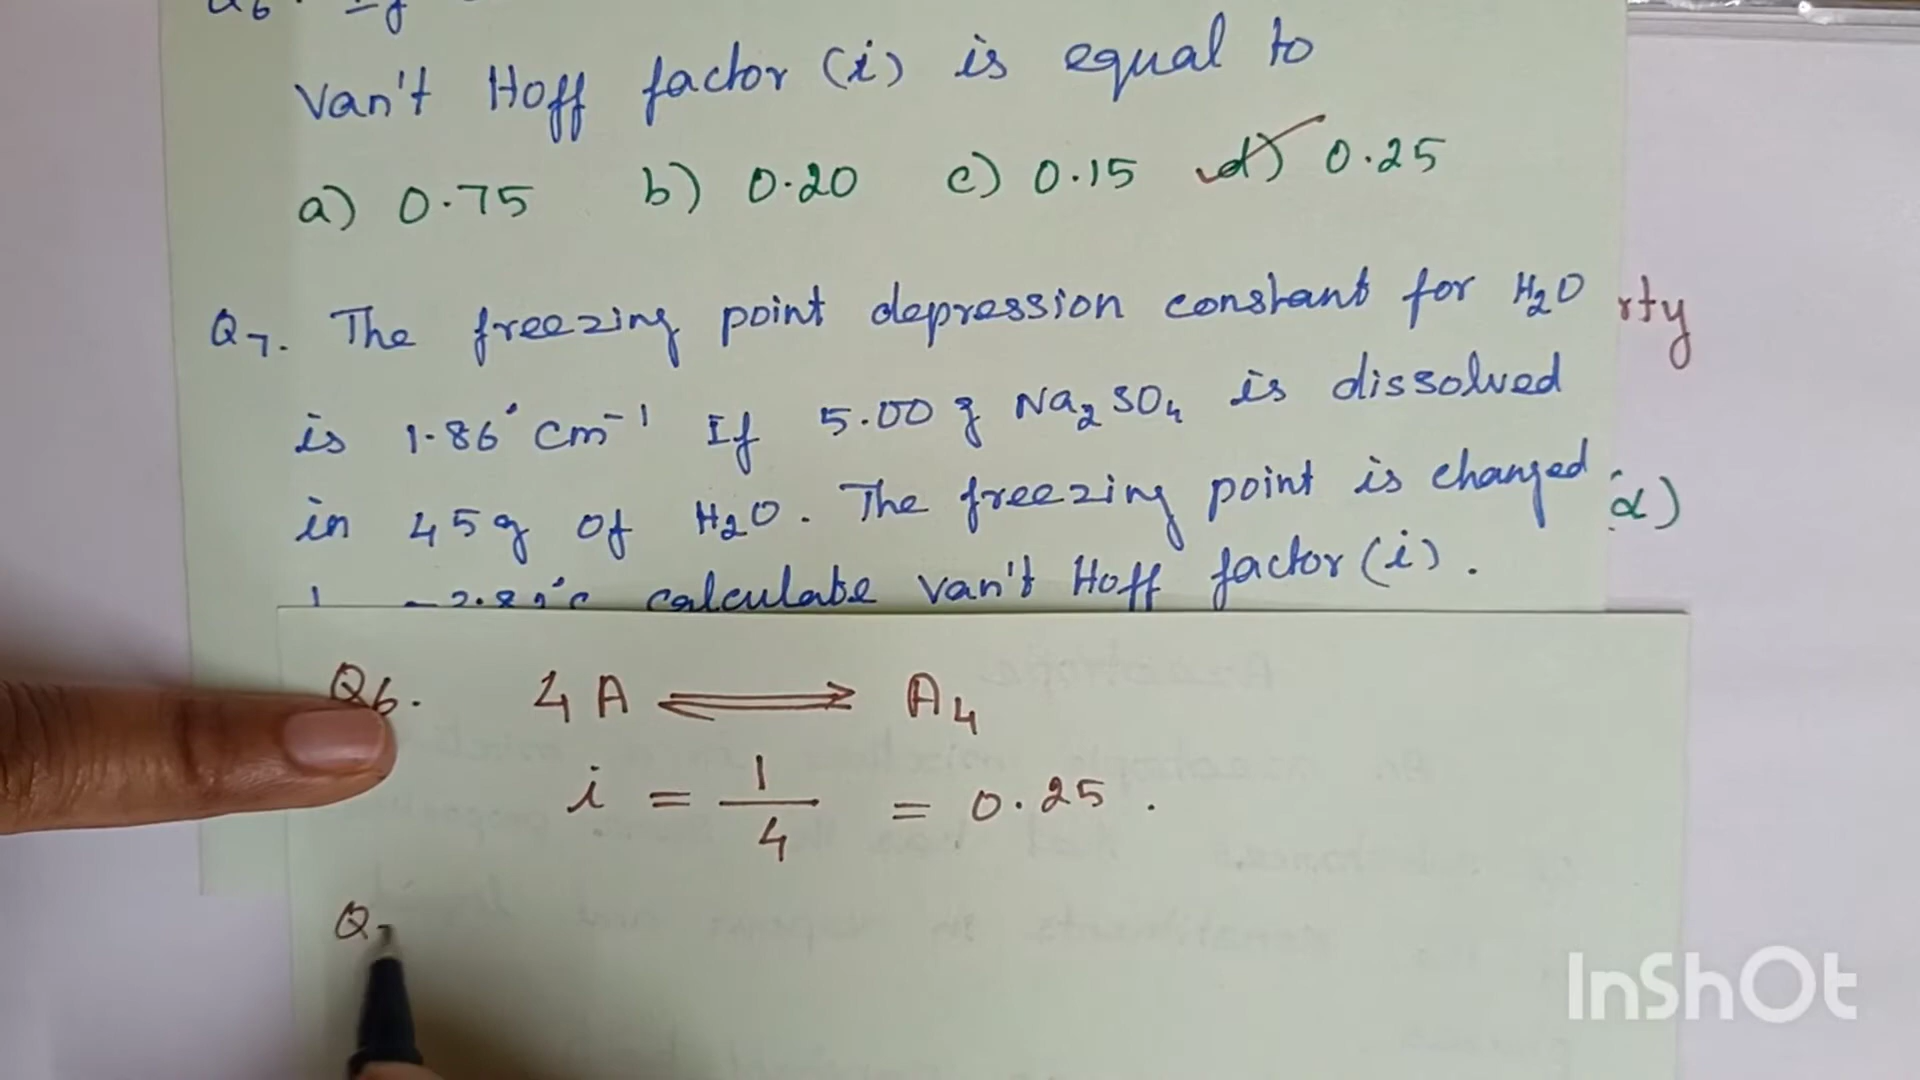 Van't Hoff factor (i) is equal to
a) 0.75 b) 0.20 c) 0.15 d) 0.25
Q7. The freezing point depression constant for H2O
is 1.86° cm-1 If 5.00 g Na2SO4 is dissolved
in 45g of H2O. The freezing point is changed
calculate Van't Hoff factor (i).
rty
α)
Q6. 4A ⇌ A4
i = 1/4 = 0.25.
Q
InShOt